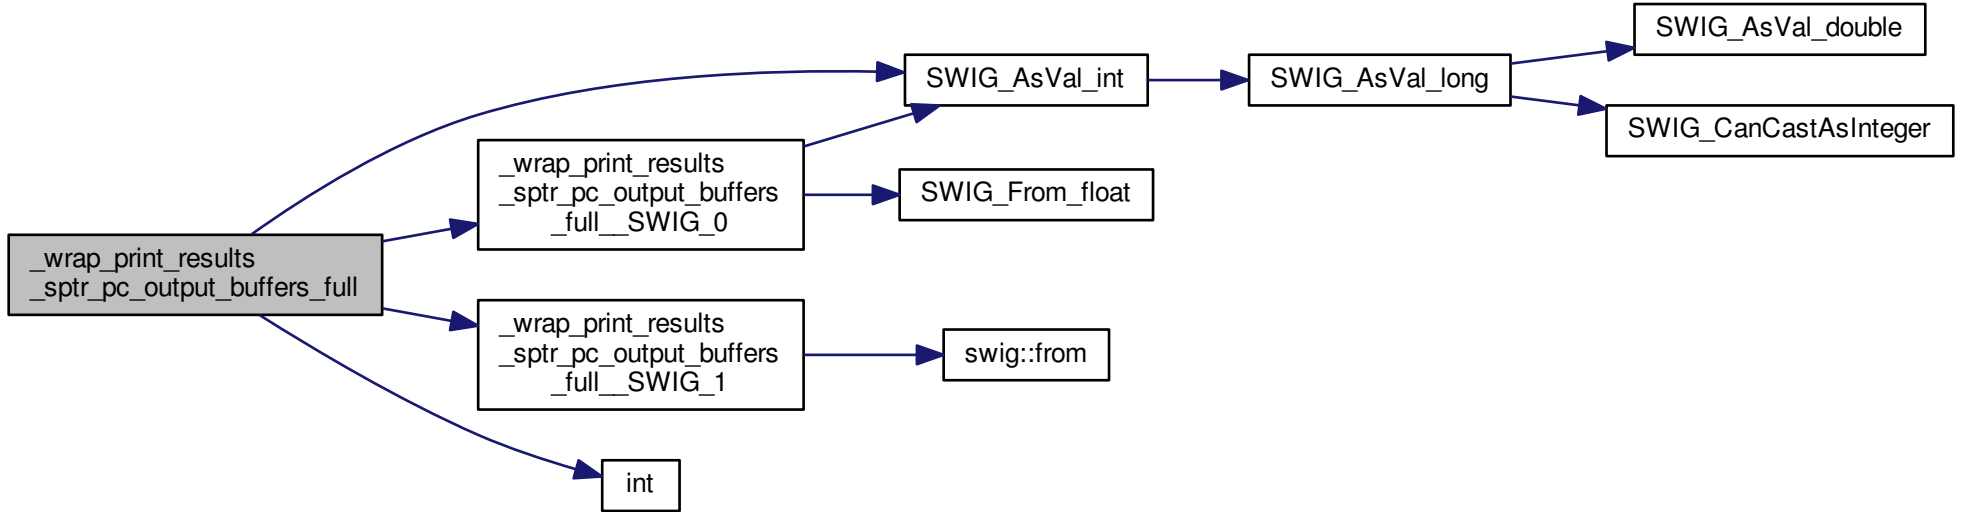 _wrap_print_results
_sptr_pc_output_buffers_full
_wrap_print_results
_sptr_pc_output_buffers
_full__SWIG_0
_wrap_print_results
_sptr_pc_output_buffers
_full__SWIG_1
int
SWIG_AsVal_int
SWIG_From_float
swig::from
SWIG_AsVal_long
SWIG_AsVal_double
SWIG_CanCastAsInteger